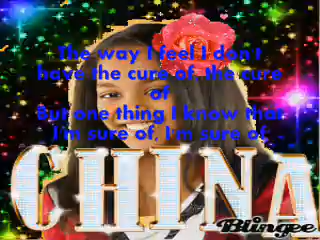 The way I feel I don't
have the cure of, the cure
of
But one thing I know that
I'm sure of, I'm sure of
CHINA
Blingee